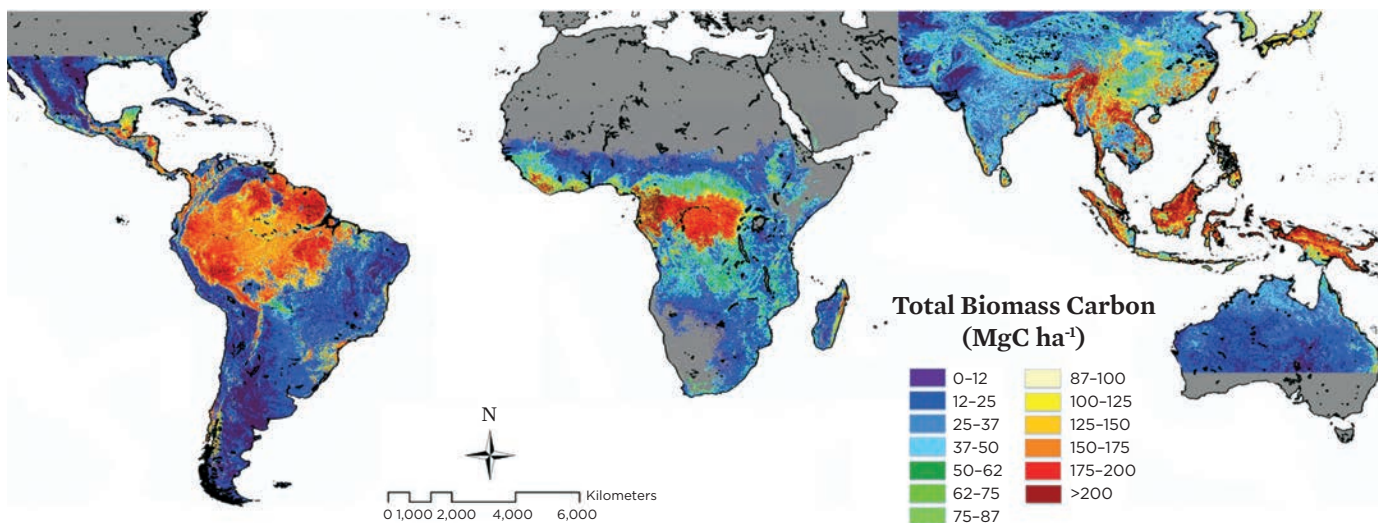 Total Biomass Carbon
(MgC ha⁻¹)
0–12
12–25
25–37
37–50
50–62
62–75
75–87
87–100
100–125
125–150
150–175
175–200
>200
N
Kilometers
0 1,000 2,000 4,000 6,000